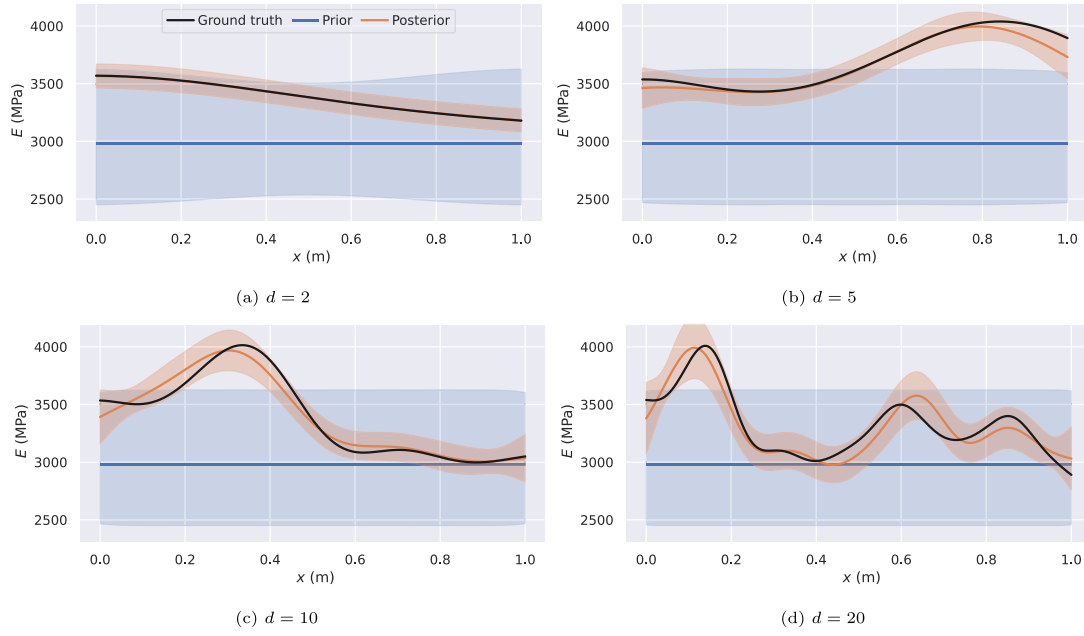 Ground truth Prior Posterior
4000
3500
3000
2500
E (MPa)
0.0 0.2 0.4 0.6 0.8 1.0
x (m)
(a) d = 2
4000
3500
3000
2500
E (MPa)
0.0 0.2 0.4 0.6 0.8 1.0
x (m)
(b) d = 5
4000
3500
3000
2500
E (MPa)
0.0 0.2 0.4 0.6 0.8 1.0
x (m)
(c) d = 10
4000
3500
3000
2500
E (MPa)
0.0 0.2 0.4 0.6 0.8 1.0
x (m)
(d) d = 20